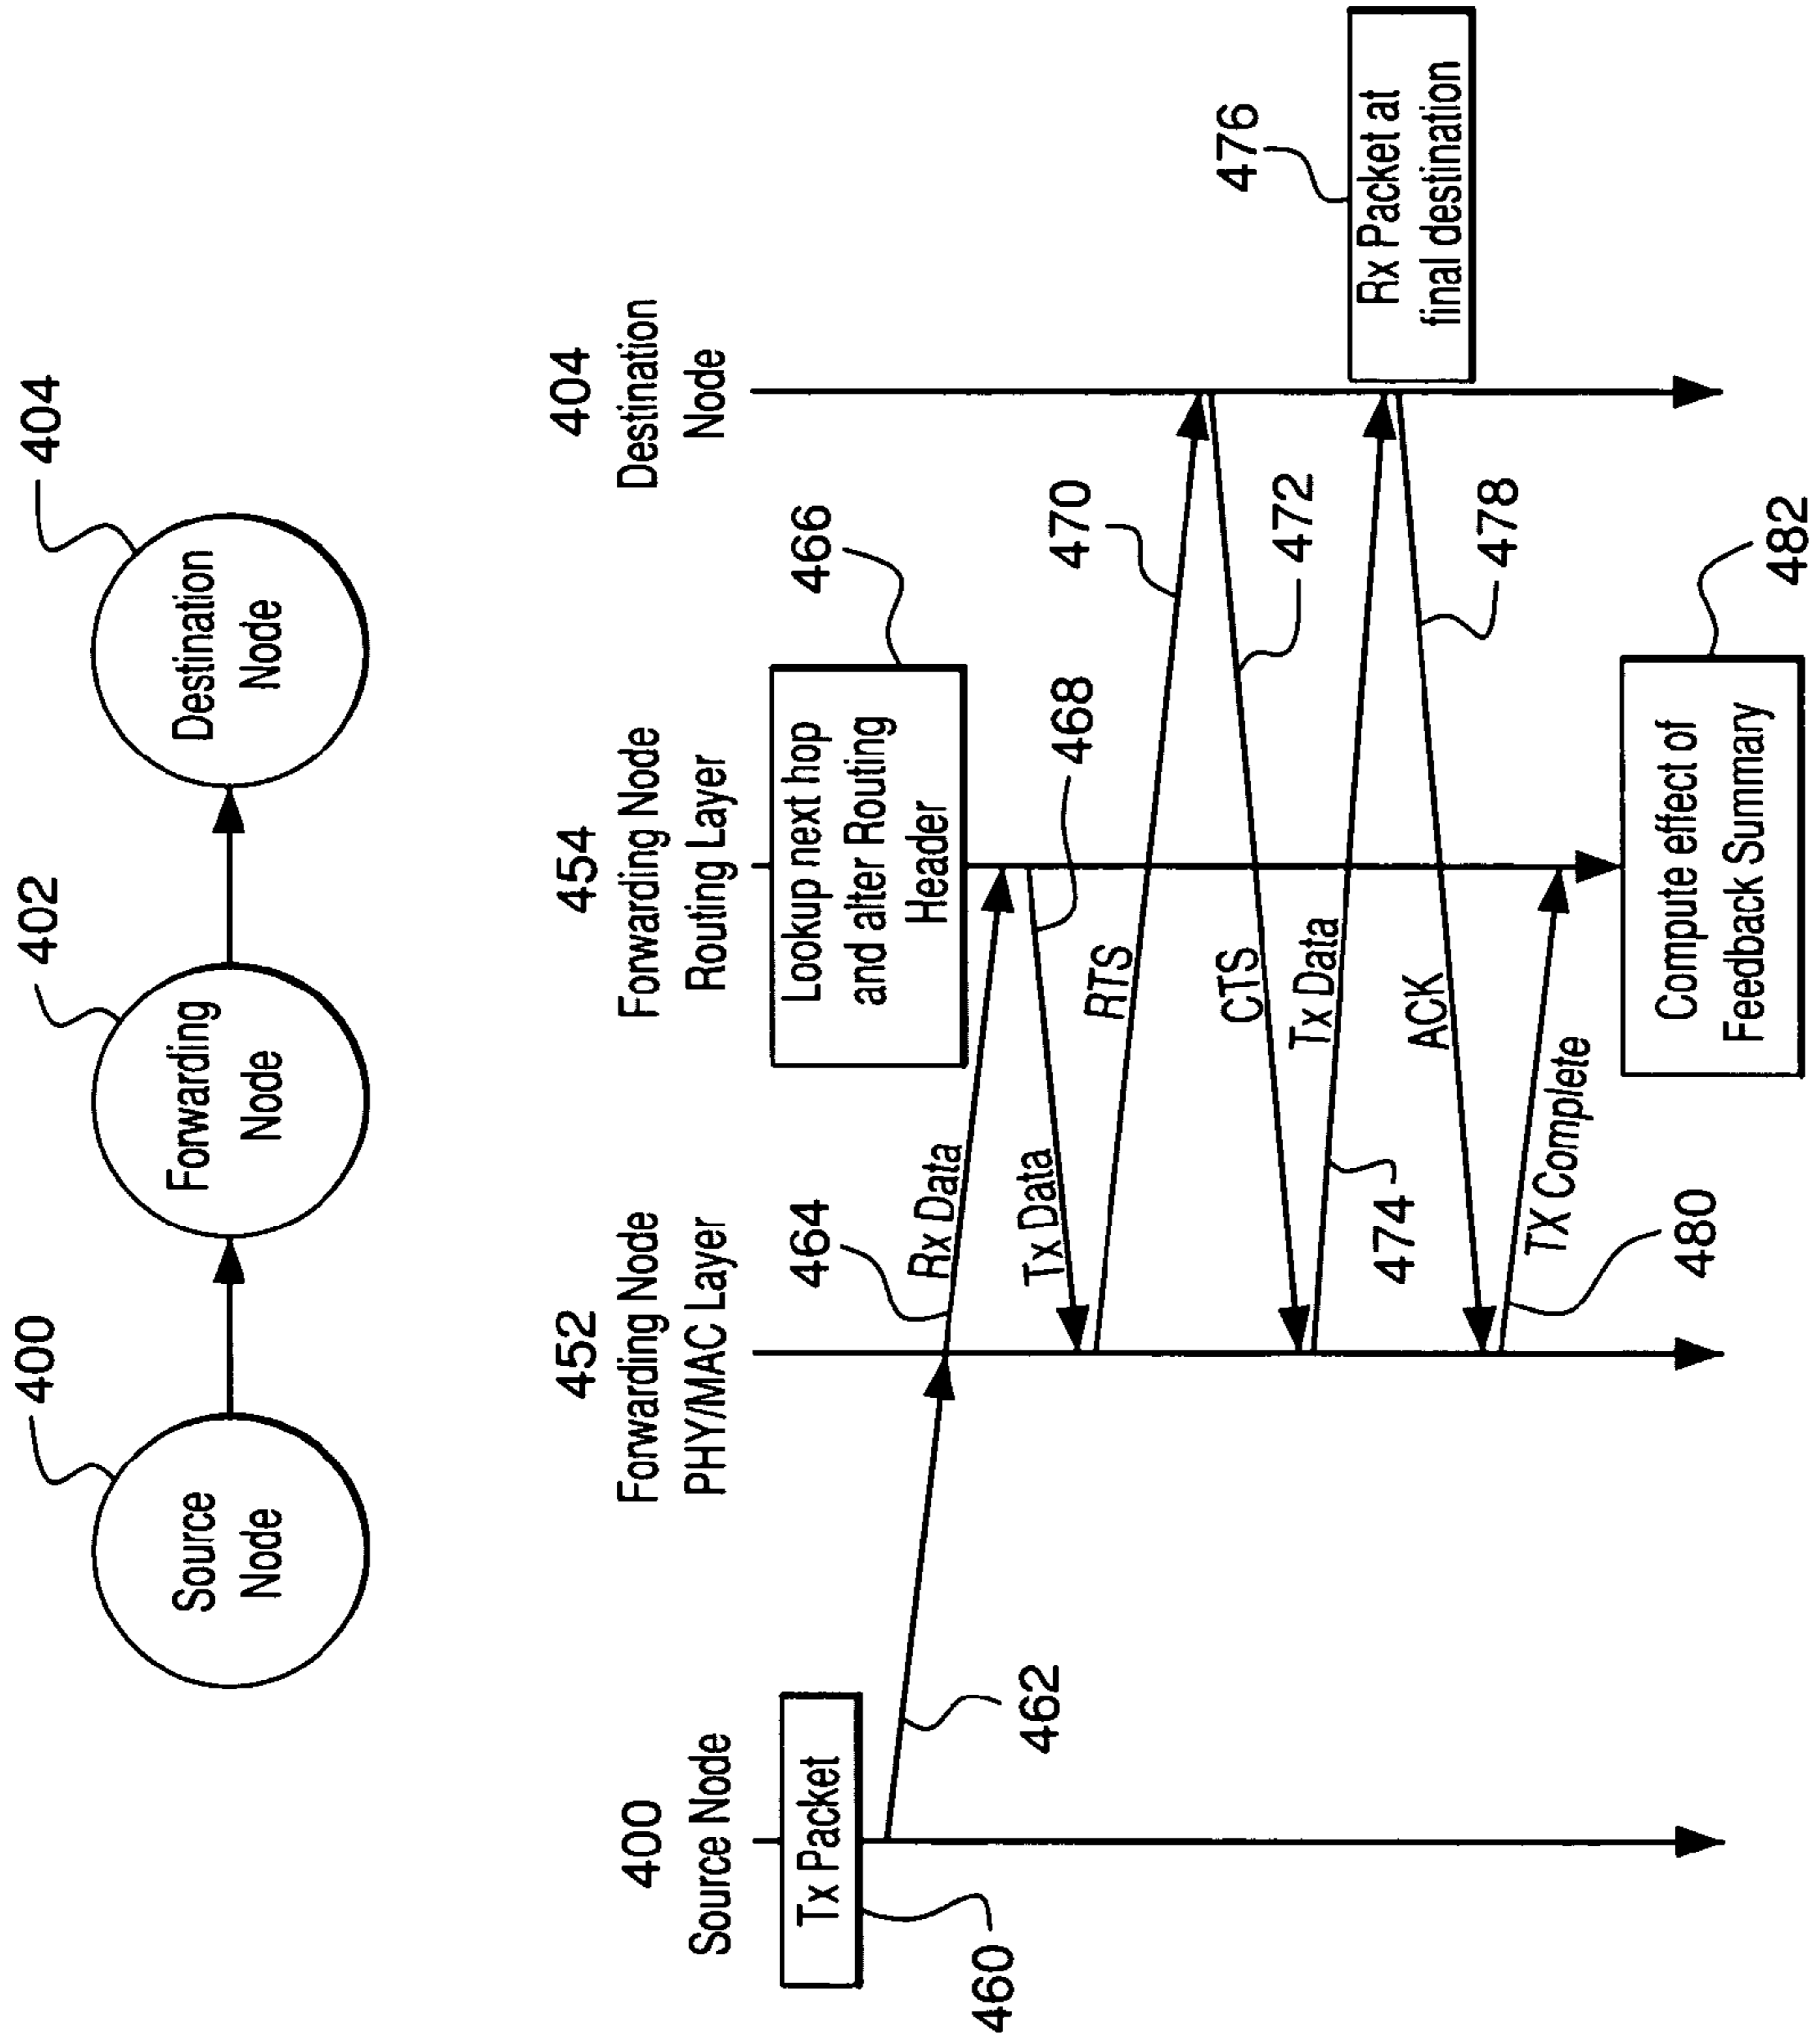 400
402
404
Source
Node
Forwarding
Node
Destination
Node
400
Source Node
452
Forwarding Node
PHY/MAC Layer
454
Forwarding Node
Routing Layer
404
Destination
Node
Tx Packet
460
462
464
Rx Data
Lookup next hop
and alter Routing
Header
466
Tx Data
468
RTS
470
CTS
472
Tx Data
474
Rx Packet at
final destination
476
ACK
478
TX Complete
480
Compute effect of
Feedback Summary
482